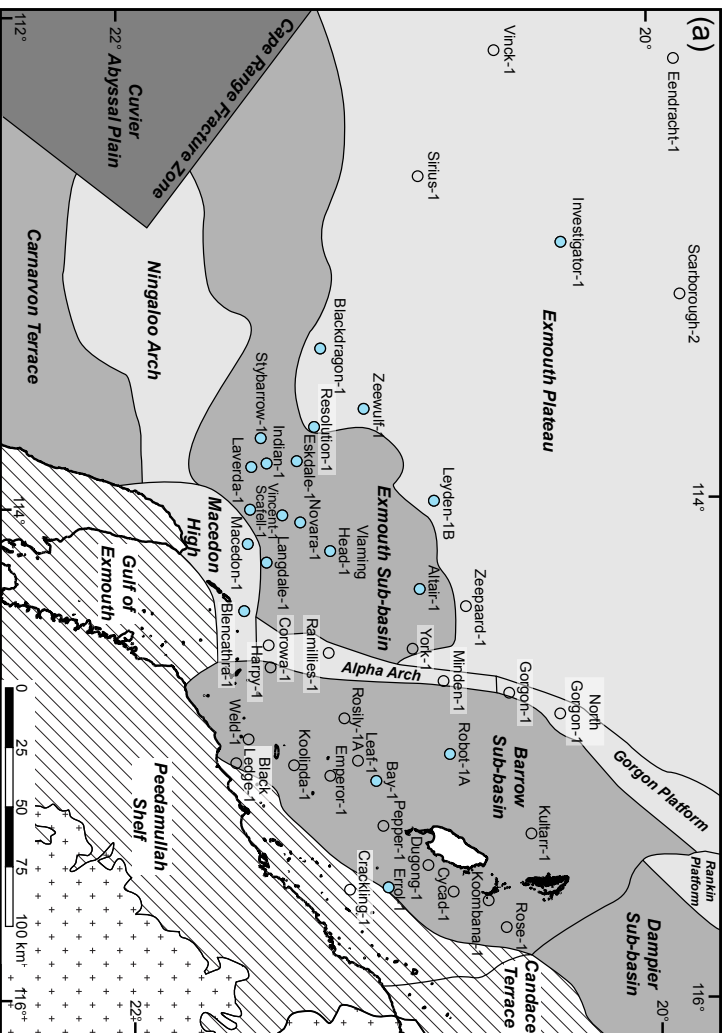 (a)
20°
22°
112°
Eendracht-1
Vinck-1
Sirius-1
Investigator-1
Scarborough-2
Cuvier
Abyssal Plain
Cape Range Fracture Zone
Carnarvon Terrace
Ningaloo Arch
Exmouth Plateau
Blackdragon-1
Zeewulf-1
Resolution-1
Stybarrow-1
Eskdale-1
Indian-1
Laverda-1
Leyden-1B
114°
Novara-1
Vincent-1
Scafell-1
Exmouth Sub-basin
Vlaming
Head-1
Langdale-1
Macedon-1
Macedon
High
114°
Altair-1
Zeepaard-1
Gulf of
Exmouth
Blencathra-1
Corowa-1
Harpy-1
Ramillies-1
York-1
Alpha Arch
Minden-1
Gorgon-1
North
Gorgon-1
Gorgon Platform
Rosily-1A
Robot-1A
Barrow
Sub-basin
Weld-1
Black
Ledge-1
Koolinda-1
Emperor-1
Leaf-1
Bay-1
Pepper-1
Kultarr-1
Dugong-1
Cycad-1
Koombana-1
Rose-1
Errol-1
Crackling-1
Rankin
Platform
Dampier
Sub-basin
Candace
Terrace
Peedamullah
Shelf
0
25
50
75
100 km
116°
22°
20°
116°